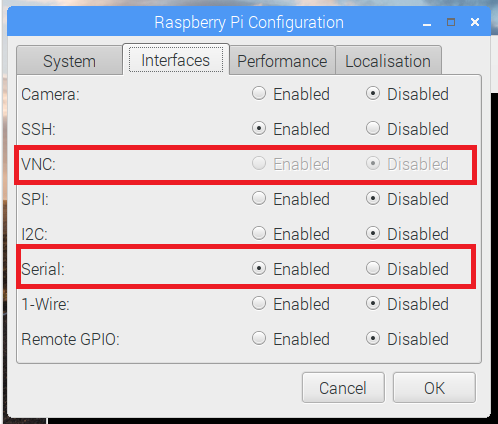 Raspberry Pi Configuration
System Interfaces Performance Localisation
Camera: Enabled Disabled
SSH: Enabled Disabled
VNC: Enabled Disabled
SPI: Enabled Disabled
I2C: Enabled Disabled
Serial: Enabled Disabled
1-Wire: Enabled Disabled
Remote GPIO: Enabled Disabled
Cancel OK